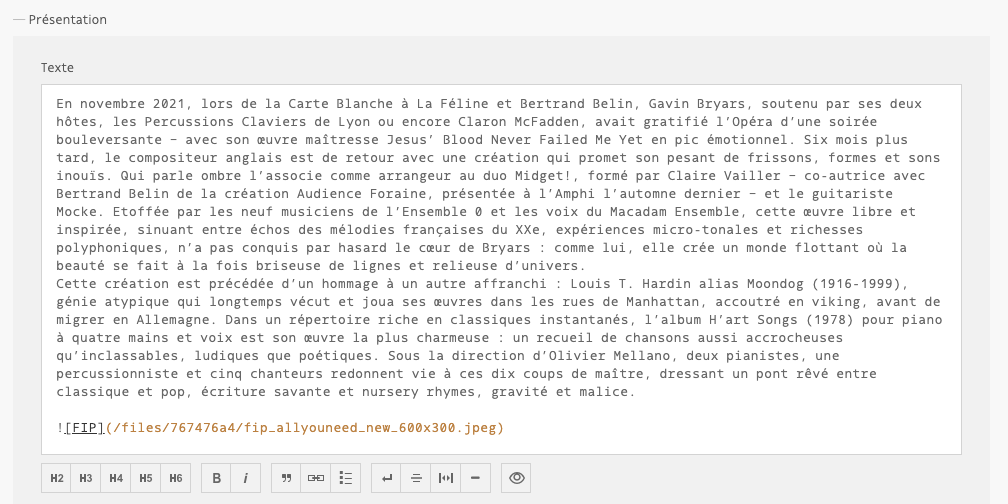 Présentation
Texte
En novembre 2021, lors de la Carte Blanche à La Féline et Bertrand Belin, Gavin Bryars, soutenu par ses deux
hôtes, les Percussions Claviers de Lyon ou encore Claron McFadden, avait gratifié l’Opéra d’une soirée
bouleversante – avec son œuvre maîtresse Jesus’ Blood Never Failed Me Yet en pic émotionnel. Six mois plus
tard, le compositeur anglais est de retour avec une création qui promet son pesant de frissons, formes et sons
inouïs. Qui parle ombre l’associe comme arrangeur au duo Midget!, formé par Claire Vailler – co-autrice avec
Bertrand Belin de la création Audience Foraine, présentée à l’Amphi l’automne dernier – et le guitariste
Mocke. Etoffée par les neuf musiciens de l’Ensemble 0 et les voix du Macadam Ensemble, cette œuvre libre et
inspirée, sinuant entre échos des mélodies françaises du XXe, expériences micro-tonales et richesses
polyphoniques, n’a pas conquis par hasard le cœur de Bryars : comme lui, elle crée un monde flottant où la
beauté se fait à la fois briseuse de lignes et relieuse d’univers.
Cette création est précédée d’un hommage à un autre affranchi : Louis T. Hardin alias Moondog (1916-1999),
génie atypique qui longtemps vécut et joua ses œuvres dans les rues de Manhattan, accoutré en viking, avant de
migrer en Allemagne. Dans un répertoire riche en classiques instantanés, l’album H’art Songs (1978) pour piano
à quatre mains et voix est son œuvre la plus charmeuse : un recueil de chansons aussi accrocheuses
qu’inclassables, ludiques que poétiques. Sous la direction d’Olivier Mellano, deux pianistes, une
percussionniste et cinq chanteurs redonnent vie à ces dix coups de maître, dressant un pont rêvé entre
classique et pop, écriture savante et nursery rhymes, gravité et malice.
![FIP](/files/767476a4/fip_allyouneed_new_600x300.jpeg)
H2 H3 H4 H5 H6 B i